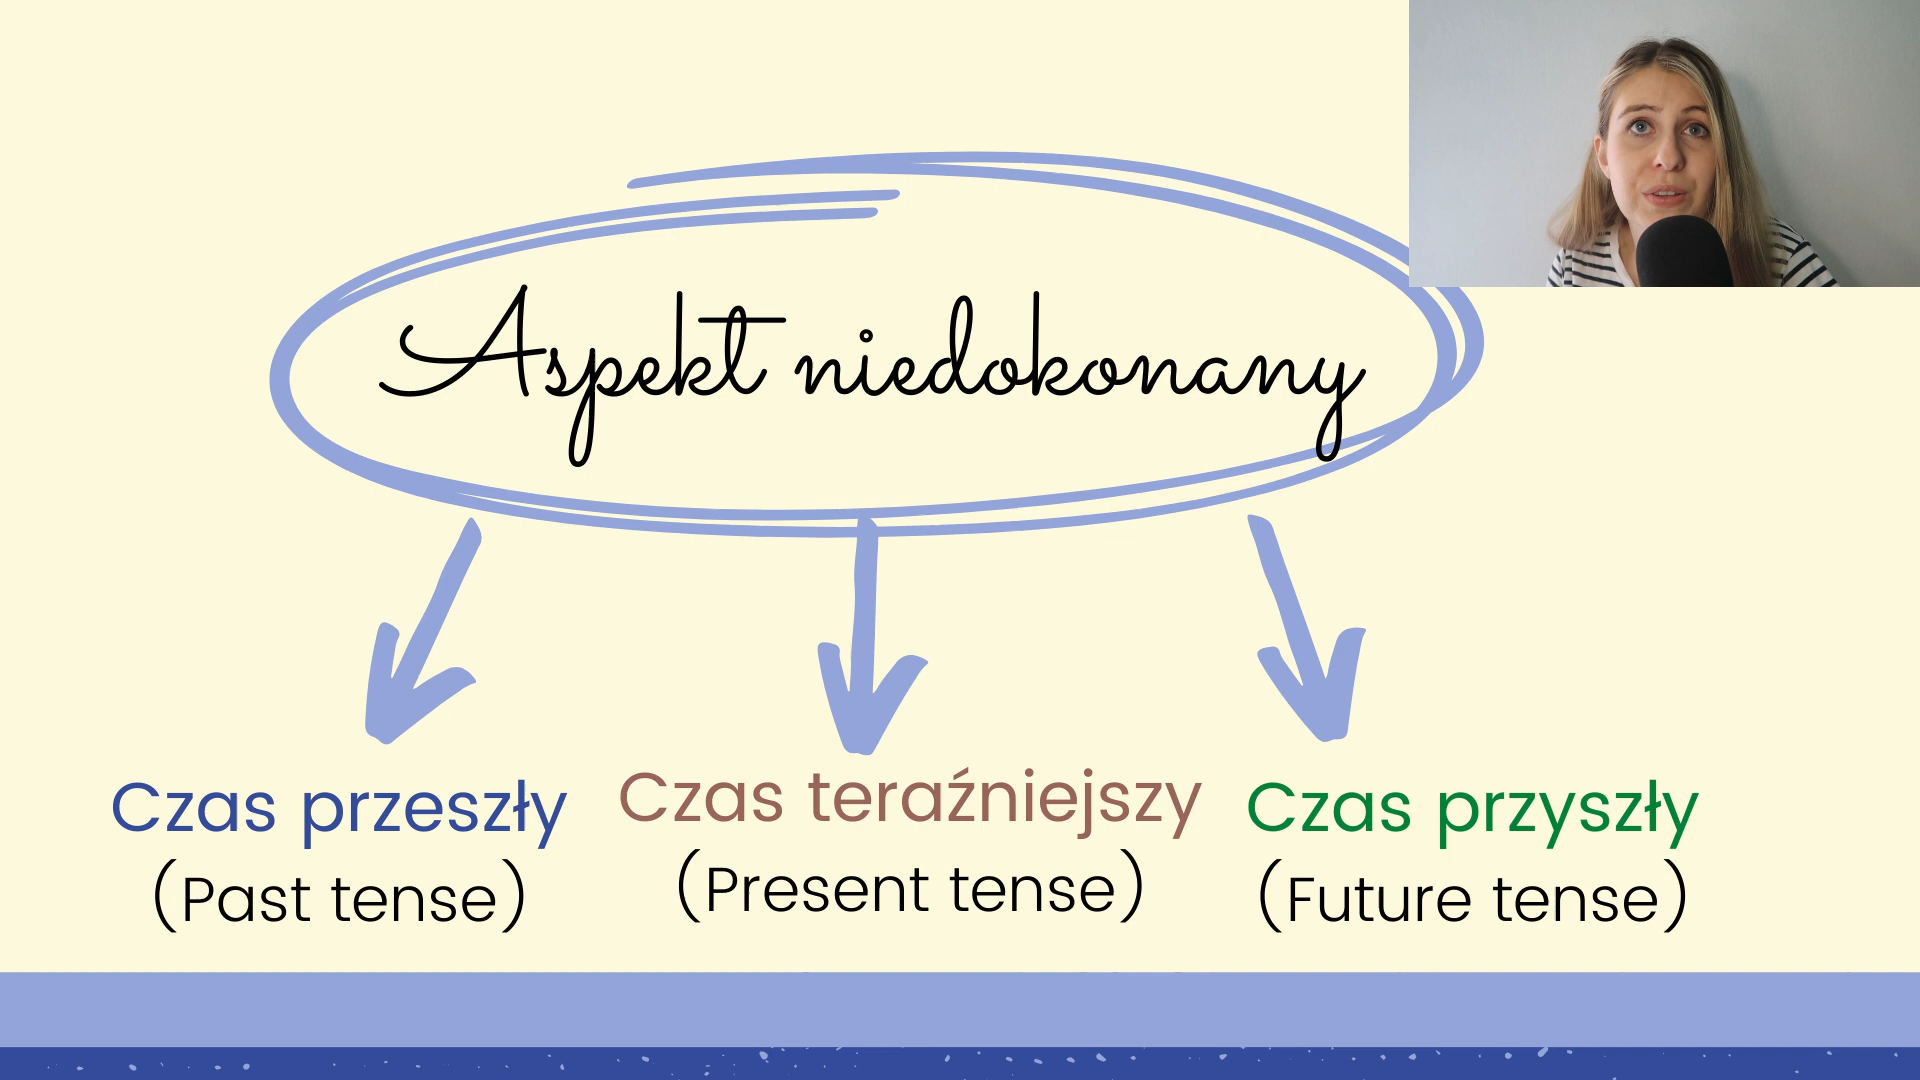 Aspekt niedokonany
Czas przeszły
(Past tense)
Czas teraźniejszy
(Present tense)
Czas przyszły
(Future tense)